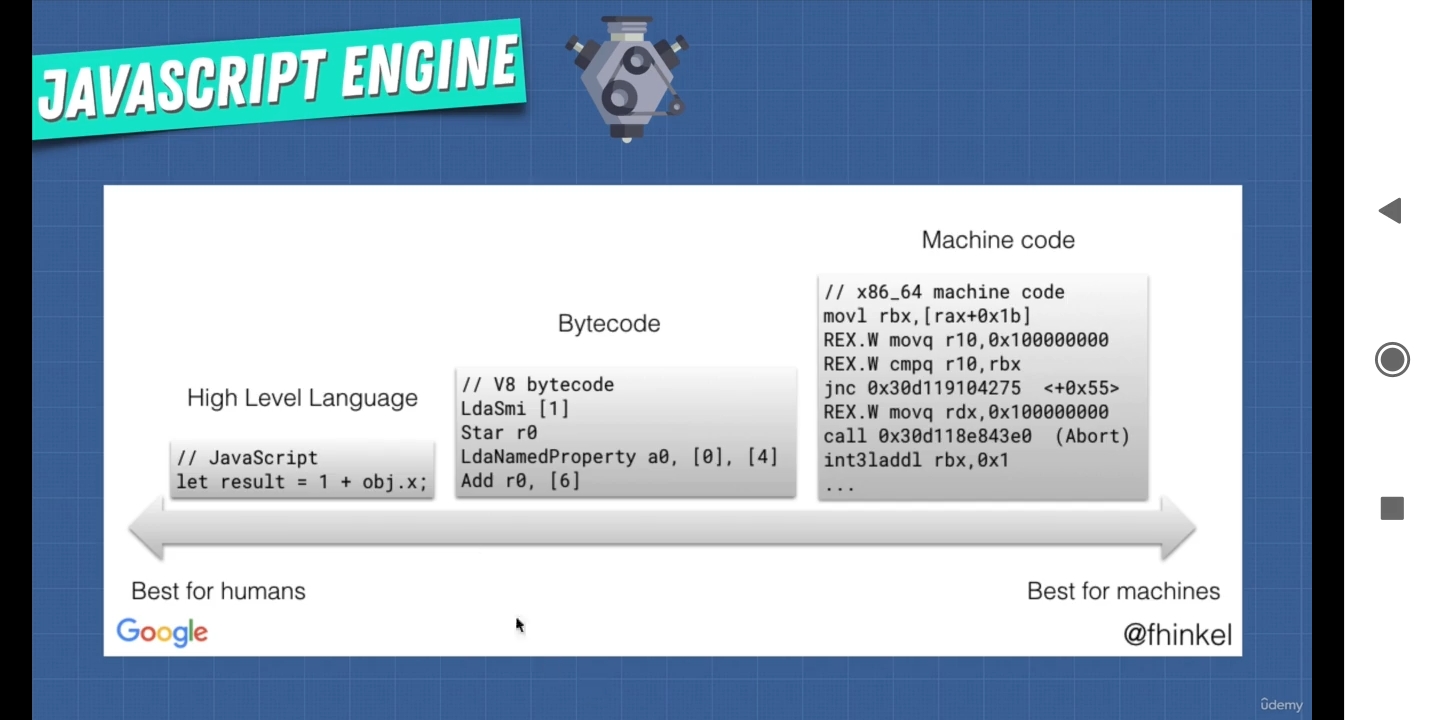 JAVASCRIPT ENGINE
Machine code
// x86_64 machine code
movl rbx,[rax+0x1b]
REX.W movq r10,0x100000000
REX.W cmpq r10,rbx
jnc 0x30d119104275 <+0x55>
REX.W movq rdx,0x100000000
call 0x30d118e843e0 (Abort)
int3laddl rbx,0x1
...
Bytecode
// V8 bytecode
LdaSmi [1]
Star r0
LdaNamedProperty a0, [0], [4]
Add r0, [6]
High Level Language
// JavaScript
let result = 1 + obj.x;
Best for humans
Best for machines
Google
@fhinkel
ûdemy